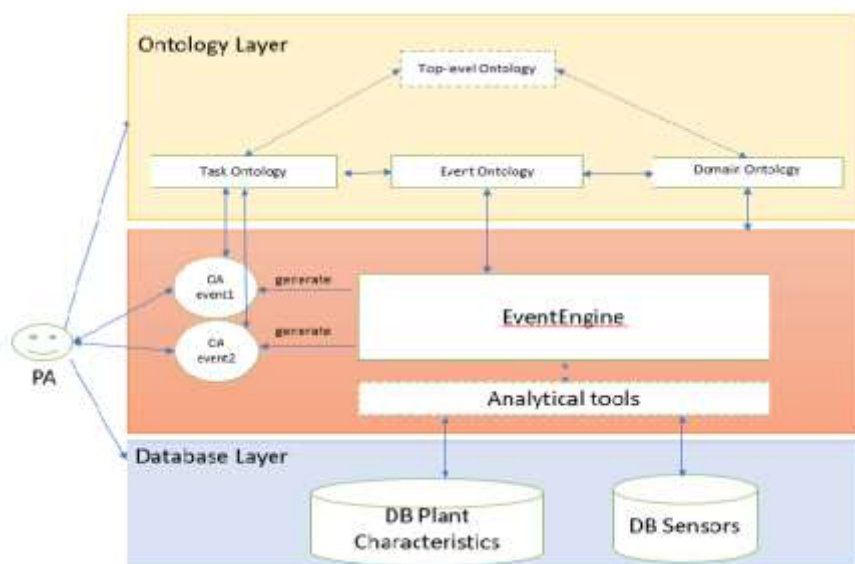 Ontology Layer
Top-level Ontology
Task Ontology
Event Ontology
Domain Ontology
OA
event1
generate
EventEngine
OA
event2
generate
PA
Analytical tools
Database Layer
DB Plant
Characteristics
DB Sensors